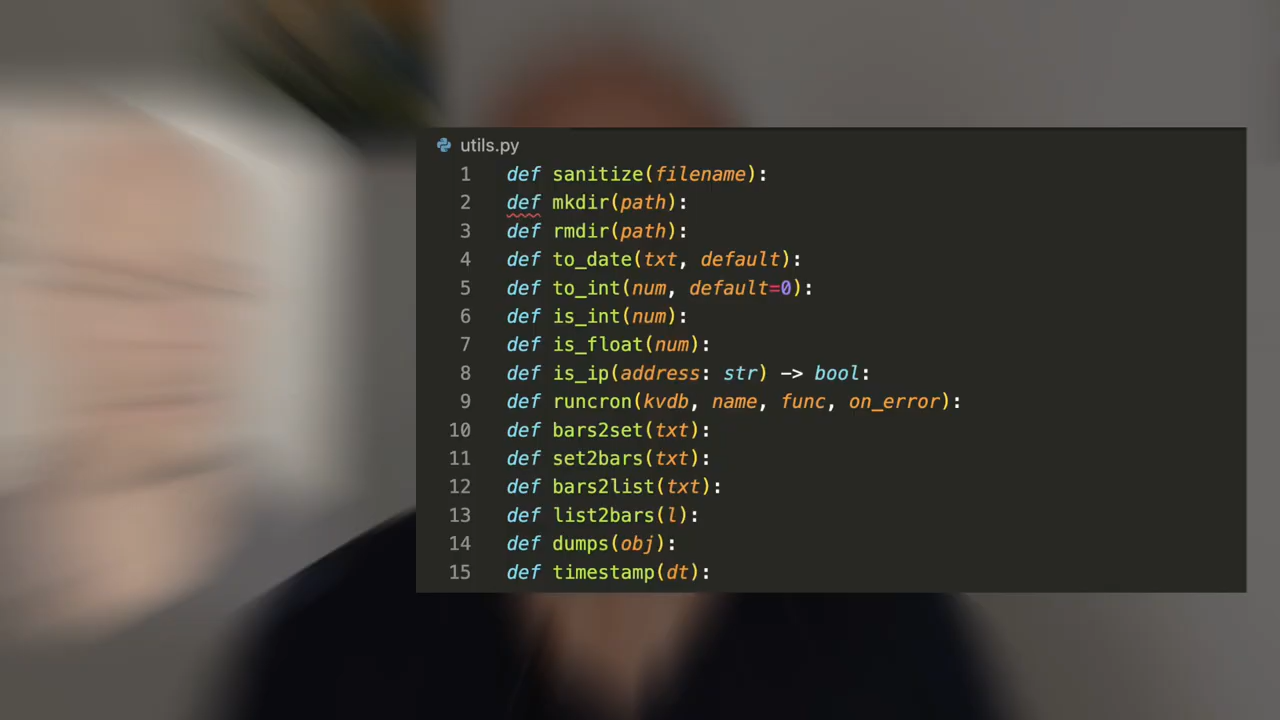 utils.py
1 def sanitize(filename):
2 def mkdir(path):
3 def rmdir(path):
4 def to_date(txt, default):
5 def to_int(num, default=0):
6 def is_int(num):
7 def is_float(num):
8 def is_ip(address: str) -> bool:
9 def runcron(kvdb, name, func, on_error):
10 def bars2set(txt):
11 def set2bars(txt):
12 def bars2list(txt):
13 def list2bars(l):
14 def dumps(obj):
15 def timestamp(dt):